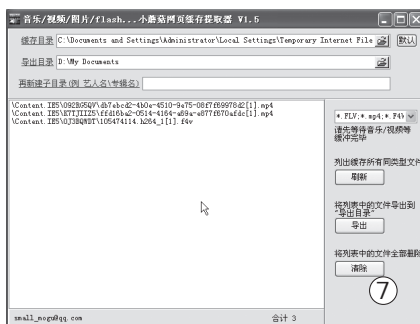 音乐/视频/图片/flash...小蘑菇网页缓存提取器 V1.5
缓存目录 C:\Documents and Settings\Administrator\Local Settings\Temporary Internet File 默认
导出目录 D:\My Documents
再新建子目录(例 艺人名\专辑名)
\Content.IE5\092RG5QV\db7ebcd2-4b0e-4510-9e75-08f7f69978d2[1].mp4
\Content.IE5\K7TJIIZ5\ffd16ba2-0514-4164-a69a-e877f670afdc[1].mp4
\Content.IE5\OJ3BQWDT\105474114.h264_1[1].f4v
*.FLV;*.mp4;*.F4V
请先等待音乐/视频等
缓冲完毕
列出缓存所有同类型文件
刷新
将列表中的文件导出到
"导出目录"
导出
将列表中的文件全部删除
清除
⑦
small_mogu@qq.com 合计 3